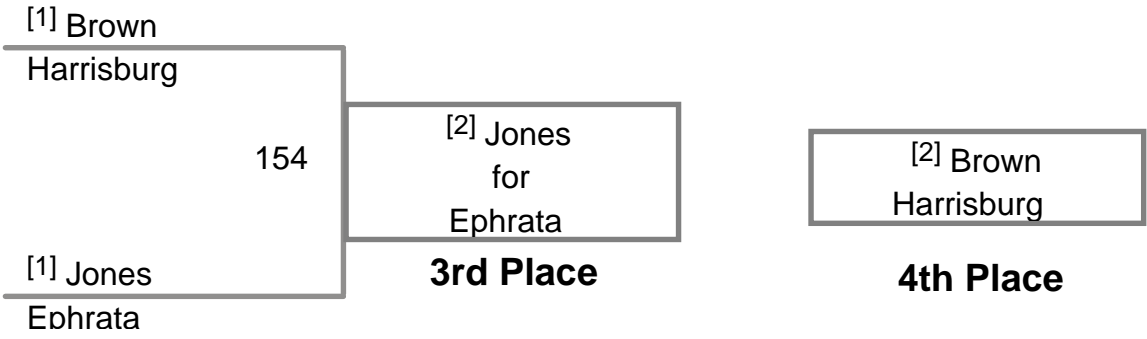 [1] Brown
Harrisburg
154
[1] Jones
Ephrata
[2] Jones
for
Ephrata
3rd Place
[2] Brown
Harrisburg
4th Place